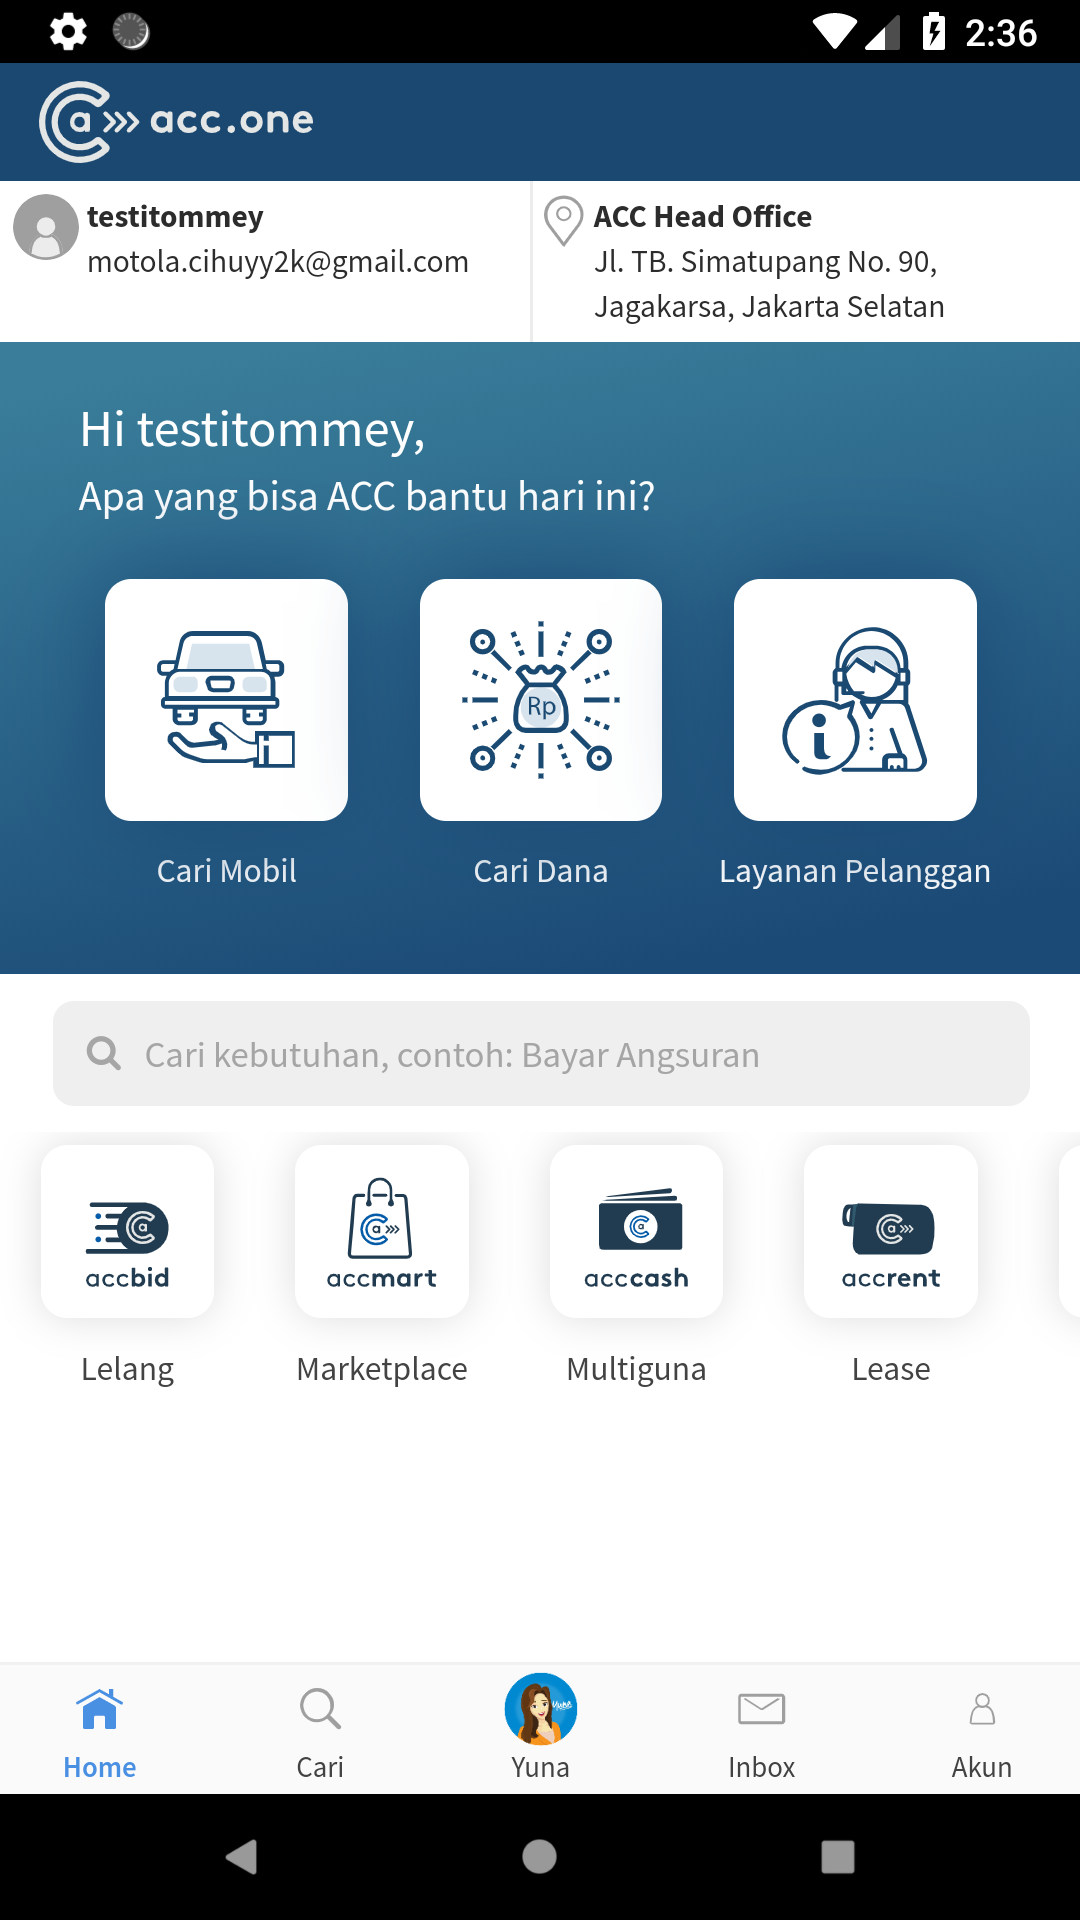 2:36
a acc.one
testitommey
motola.cihuyy2k@gmail.com
ACC Head Office
Jl. TB. Simatupang No. 90,
Jagakarsa, Jakarta Selatan
Hi testitommey,
Apa yang bisa ACC bantu hari ini?
Rp
i
Cari Mobil
Cari Dana
Layanan Pelanggan
Cari kebutuhan, contoh: Bayar Angsuran
a
accbid
a
accmart
a
acccash
a
accrent
Lelang
Marketplace
Multiguna
Lease
Yuna
Home
Cari
Yuna
Inbox
Akun